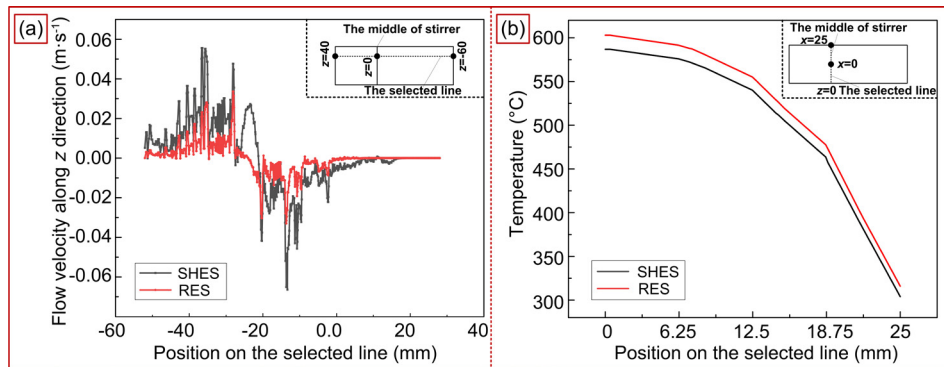 (a)
Flow velocity along z direction (m·s⁻¹)
0.06
0.04
0.02
0.00
-0.02
-0.04
-0.06
-60
-40
-20
0.0
20
40
Position on the selected line (mm)
SHES
RES
The middle of stirrer
z=40
z=0
z=-60
The selected line
(b)
Temperature (°C)
600
575
500
450
400
350
300
0
6.25
12.5
18.75
25
Position on the selected line (mm)
SHES
RES
The middle of stirrer
x=25
x=0
z=0 The selected line